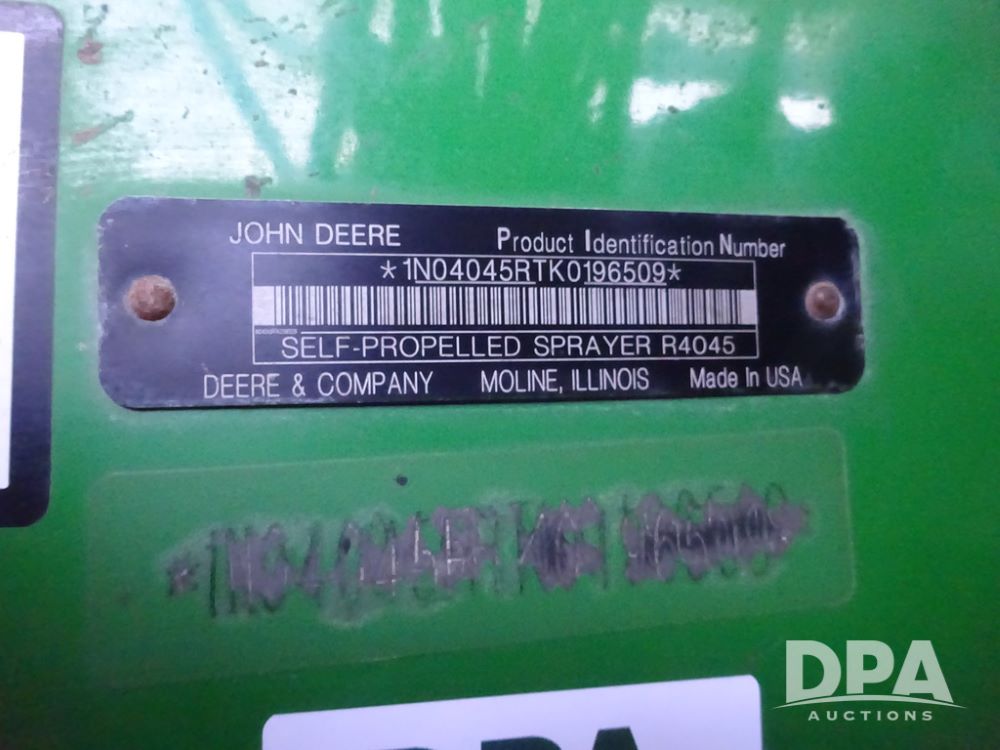 JOHN DEERE Product Identification Number
*1N04045RTK0196509*
SELF-PROPELLED SPRAYER R4045
DEERE & COMPANY MOLINE, ILLINOIS Made In USA
DPA
AUCTIONS
DPA